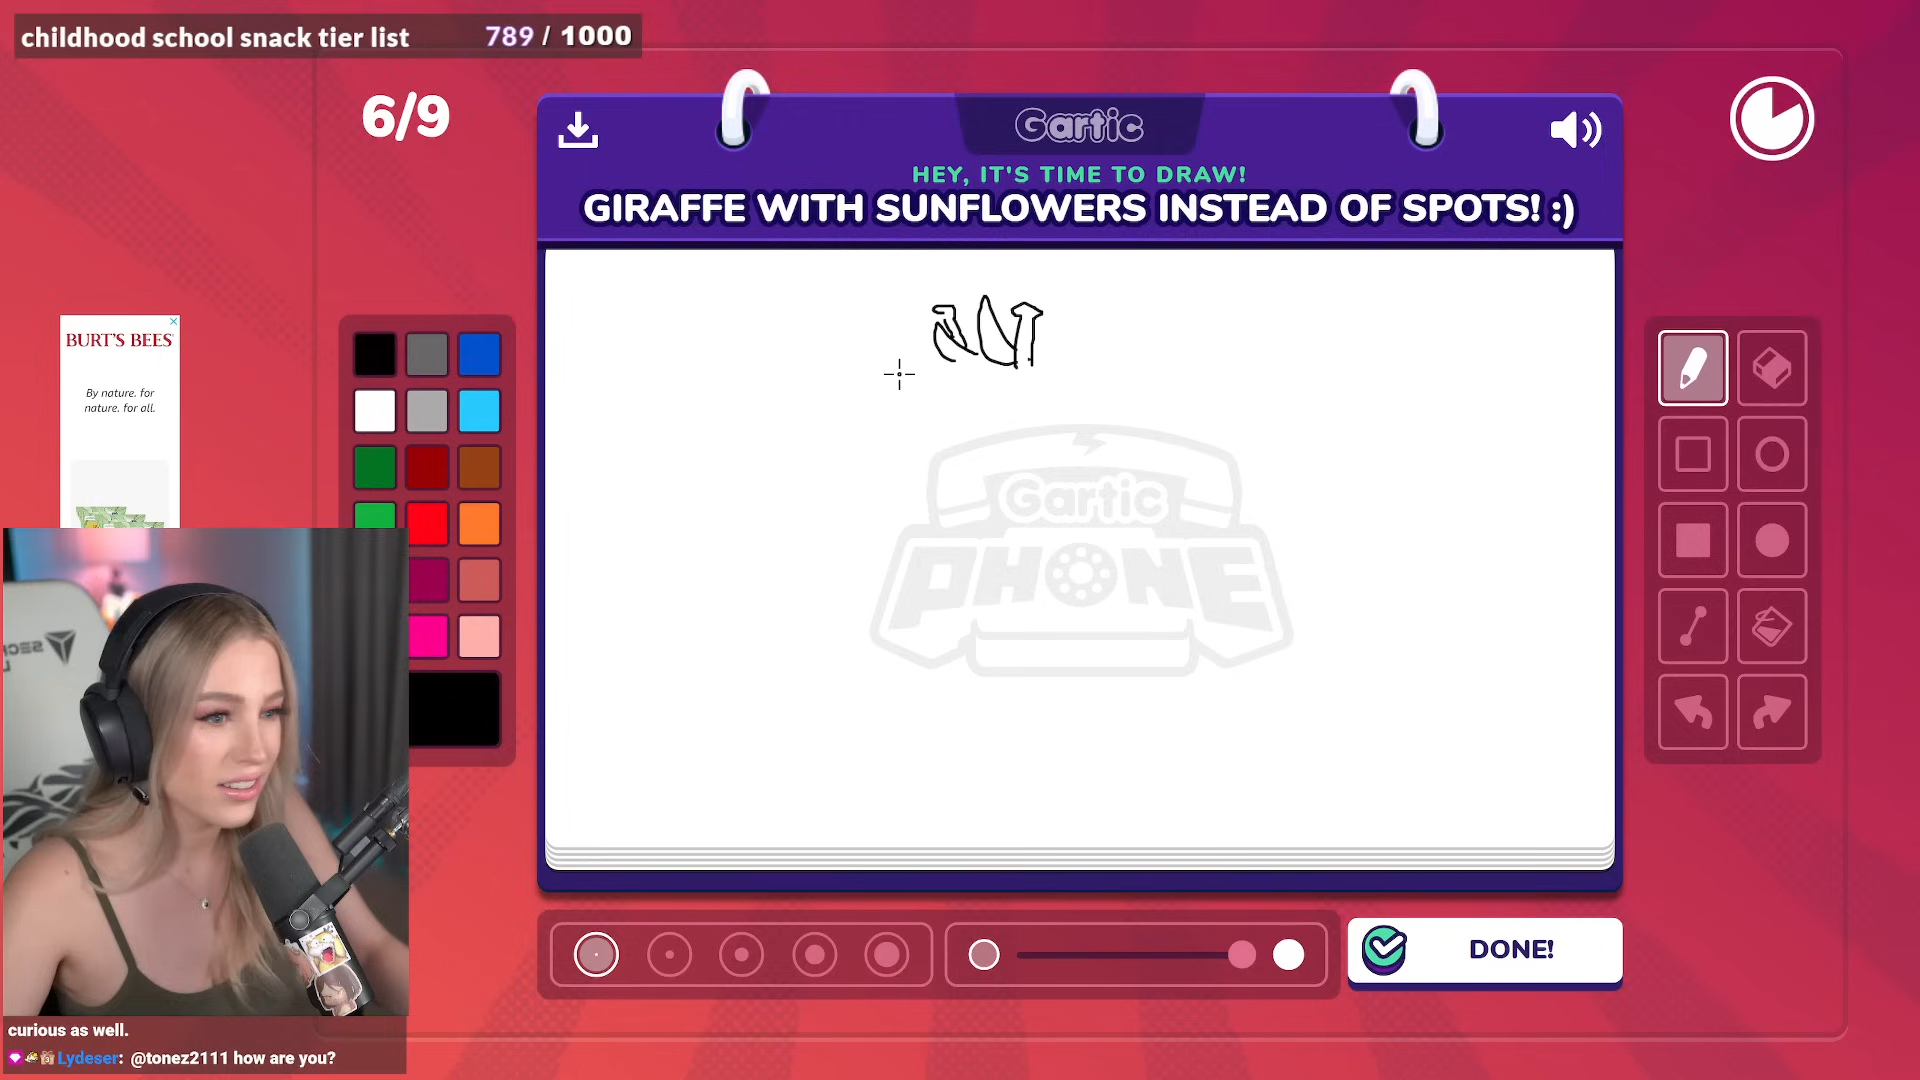 childhood school snack tier list 789 / 1000
6/9
Gartic
HEY, IT'S TIME TO DRAW!
GIRAFFE WITH SUNFLOWERS INSTEAD OF SPOTS! :)
BURT'S BEES
By nature. for
nature. for all.
Gartic
PHONE
DONE!
curious as well.
Lydeser: @tonez2111 how are you?